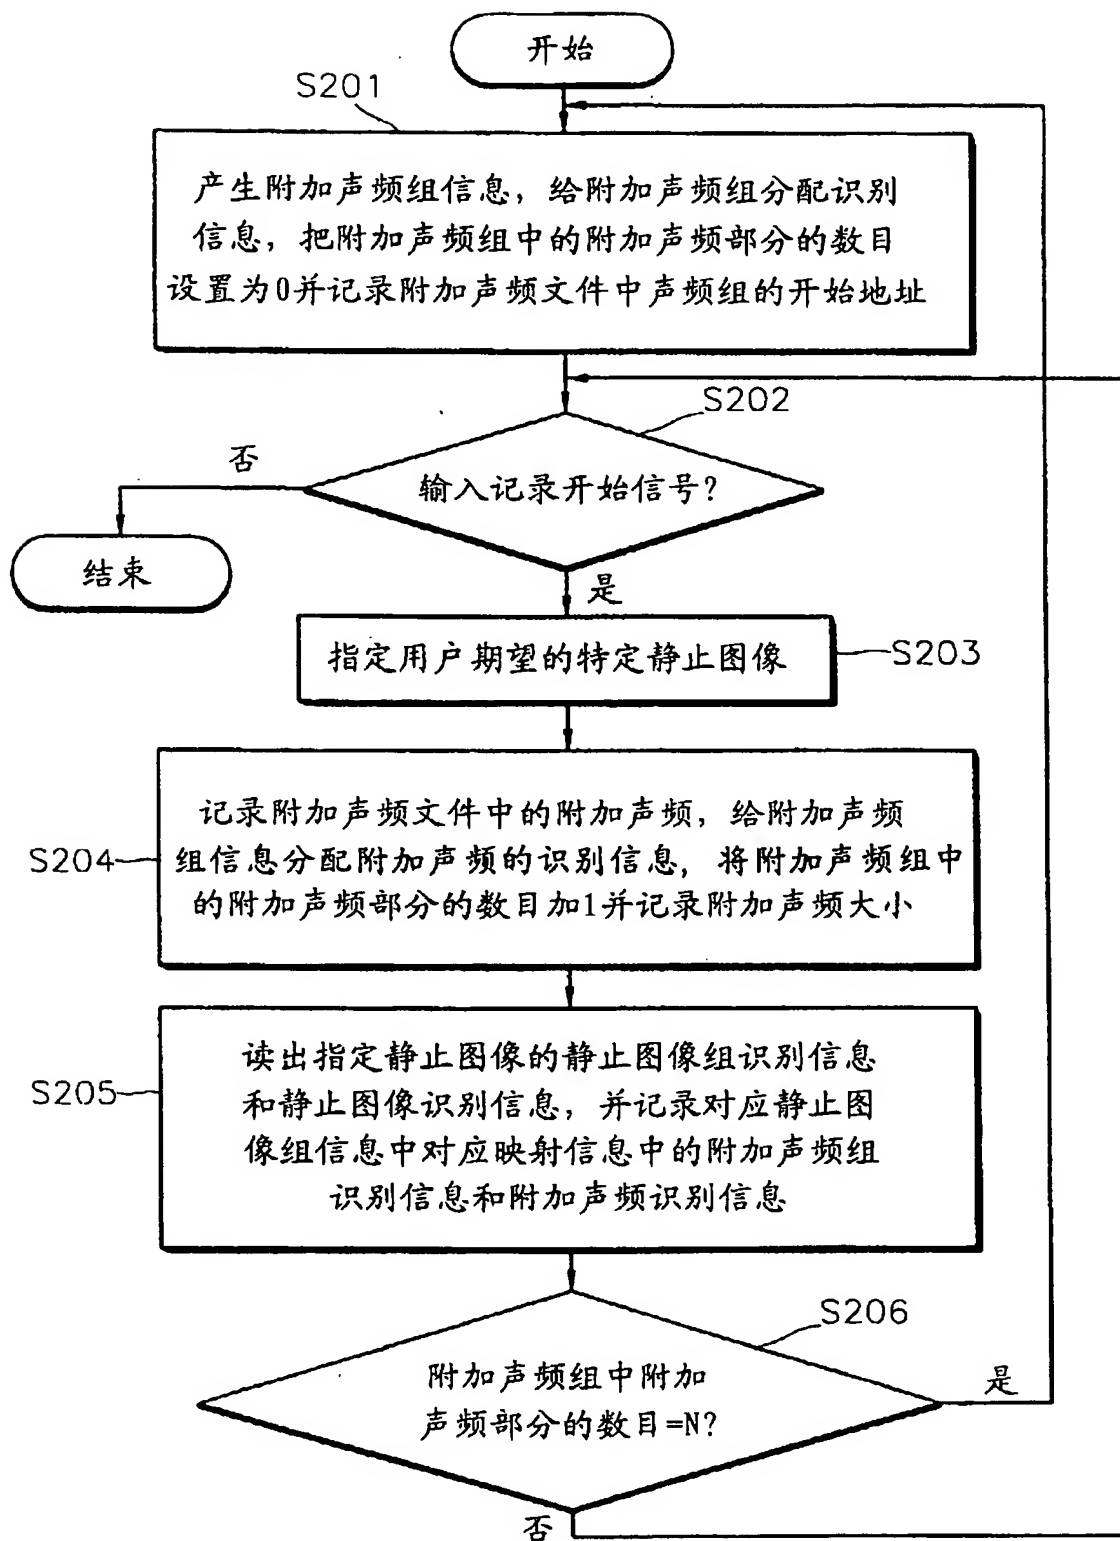 开始
S201
产生附加声频组信息，给附加声频组分配识别
信息，把附加声频组中的附加声频部分的数目
设置为0并记录附加声频文件中声频组的开始地址
S202
否
输入记录开始信号？
结束
是
指定用户期望的特定静止图像
S203
记录附加声频文件中的附加声频，给附加声频
S204
组信息分配附加声频的识别信息，将附加声频组中
的附加声频部分的数目加1并记录附加声频大小
读出指定静止图像的静止图像组识别信息
S205
和静止图像识别信息，并记录对应静止图
像组信息中对应映射信息中的附加声频组
识别信息和附加声频识别信息
S206
附加声频组中附加
是
声频部分的数目=N？
否